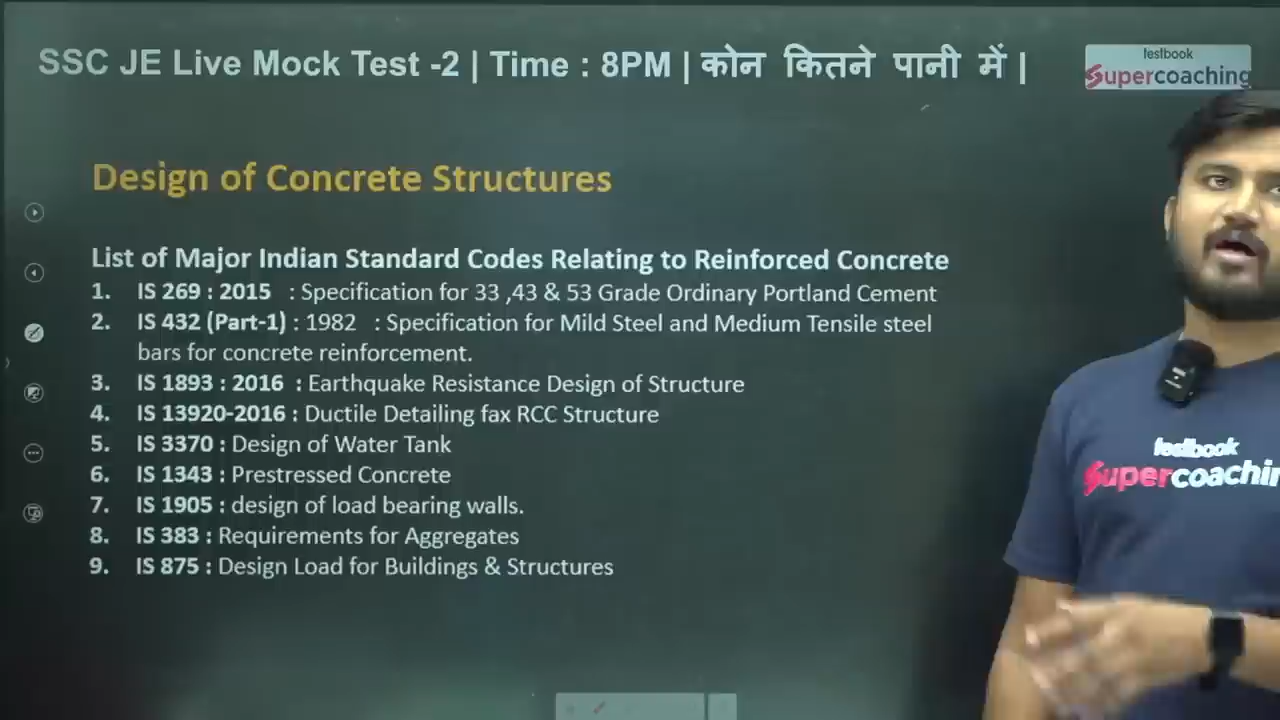 SSC JE Live Mock Test -2 | Time : 8PM | कोन कितने पानी में |
testbook
Supercoaching
Design of Concrete Structures
List of Major Indian Standard Codes Relating to Reinforced Concrete
1. IS 269 : 2015 : Specification for 33 ,43 & 53 Grade Ordinary Portland Cement
2. IS 432 (Part-1) : 1982 : Specification for Mild Steel and Medium Tensile steel
bars for concrete reinforcement.
3. IS 1893 : 2016 : Earthquake Resistance Design of Structure
4. IS 13920-2016 : Ductile Detailing fax RCC Structure
5. IS 3370 : Design of Water Tank
6. IS 1343 : Prestressed Concrete
7. IS 1905 : design of load bearing walls.
8. IS 383 : Requirements for Aggregates
9. IS 875 : Design Load for Buildings & Structures
testbook
Supercoachin